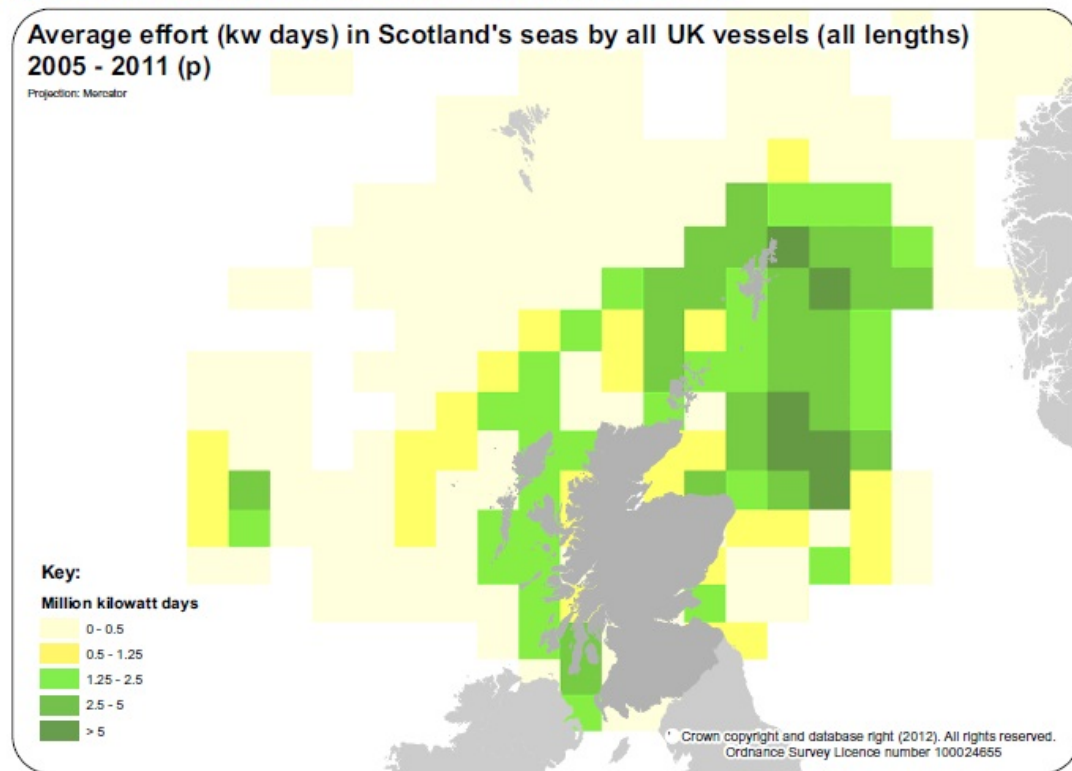 Average effort (kw days) in Scotland's seas by all UK vessels (all lengths)
2005 - 2011 (p)
Projection: Mercator
Key:
Million kilowatt days
0 - 0.5
0.5 - 1.25
1.25 - 2.5
2.5 - 5
> 5
Crown copyright and database right (2012). All rights reserved.
Ordnance Survey Licence number 100024655